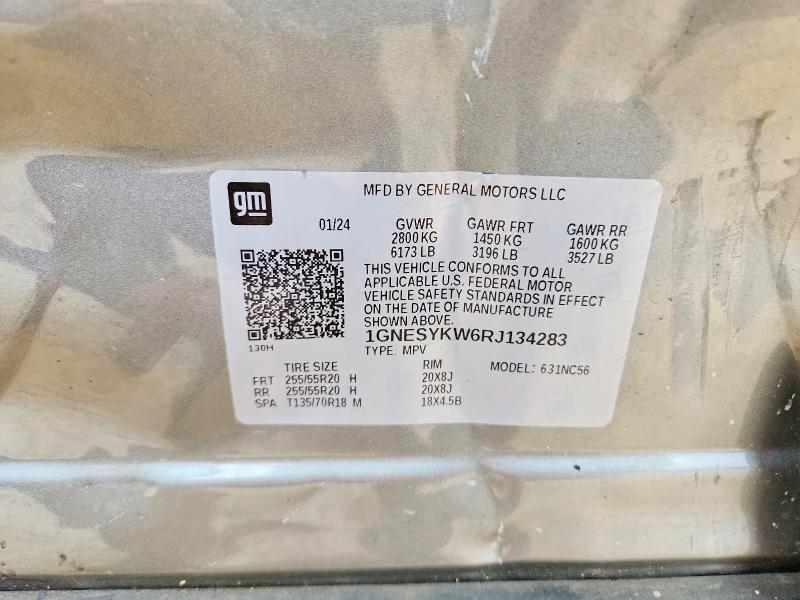 gm
MFD BY GENERAL MOTORS LLC
01/24 GVWR GAWR FRT GAWR RR
2800 KG 1450 KG 1600 KG
6173 LB 3196 LB 3527 LB
THIS VEHICLE CONFORMS TO ALL
APPLICABLE U.S. FEDERAL MOTOR
VEHICLE SAFETY STANDARDS IN EFFECT
ON THE DATE OF MANUFACTURE
SHOWN ABOVE.
1GNESYKW6RJ134283
130H
TYPE: MPV
TIRE SIZE RIM MODEL: 631NC56
FRT 255/55R20 H 20X8J
RR 255/55R20 H 20X8J
SPA T135/70R18 M 18X4.5B